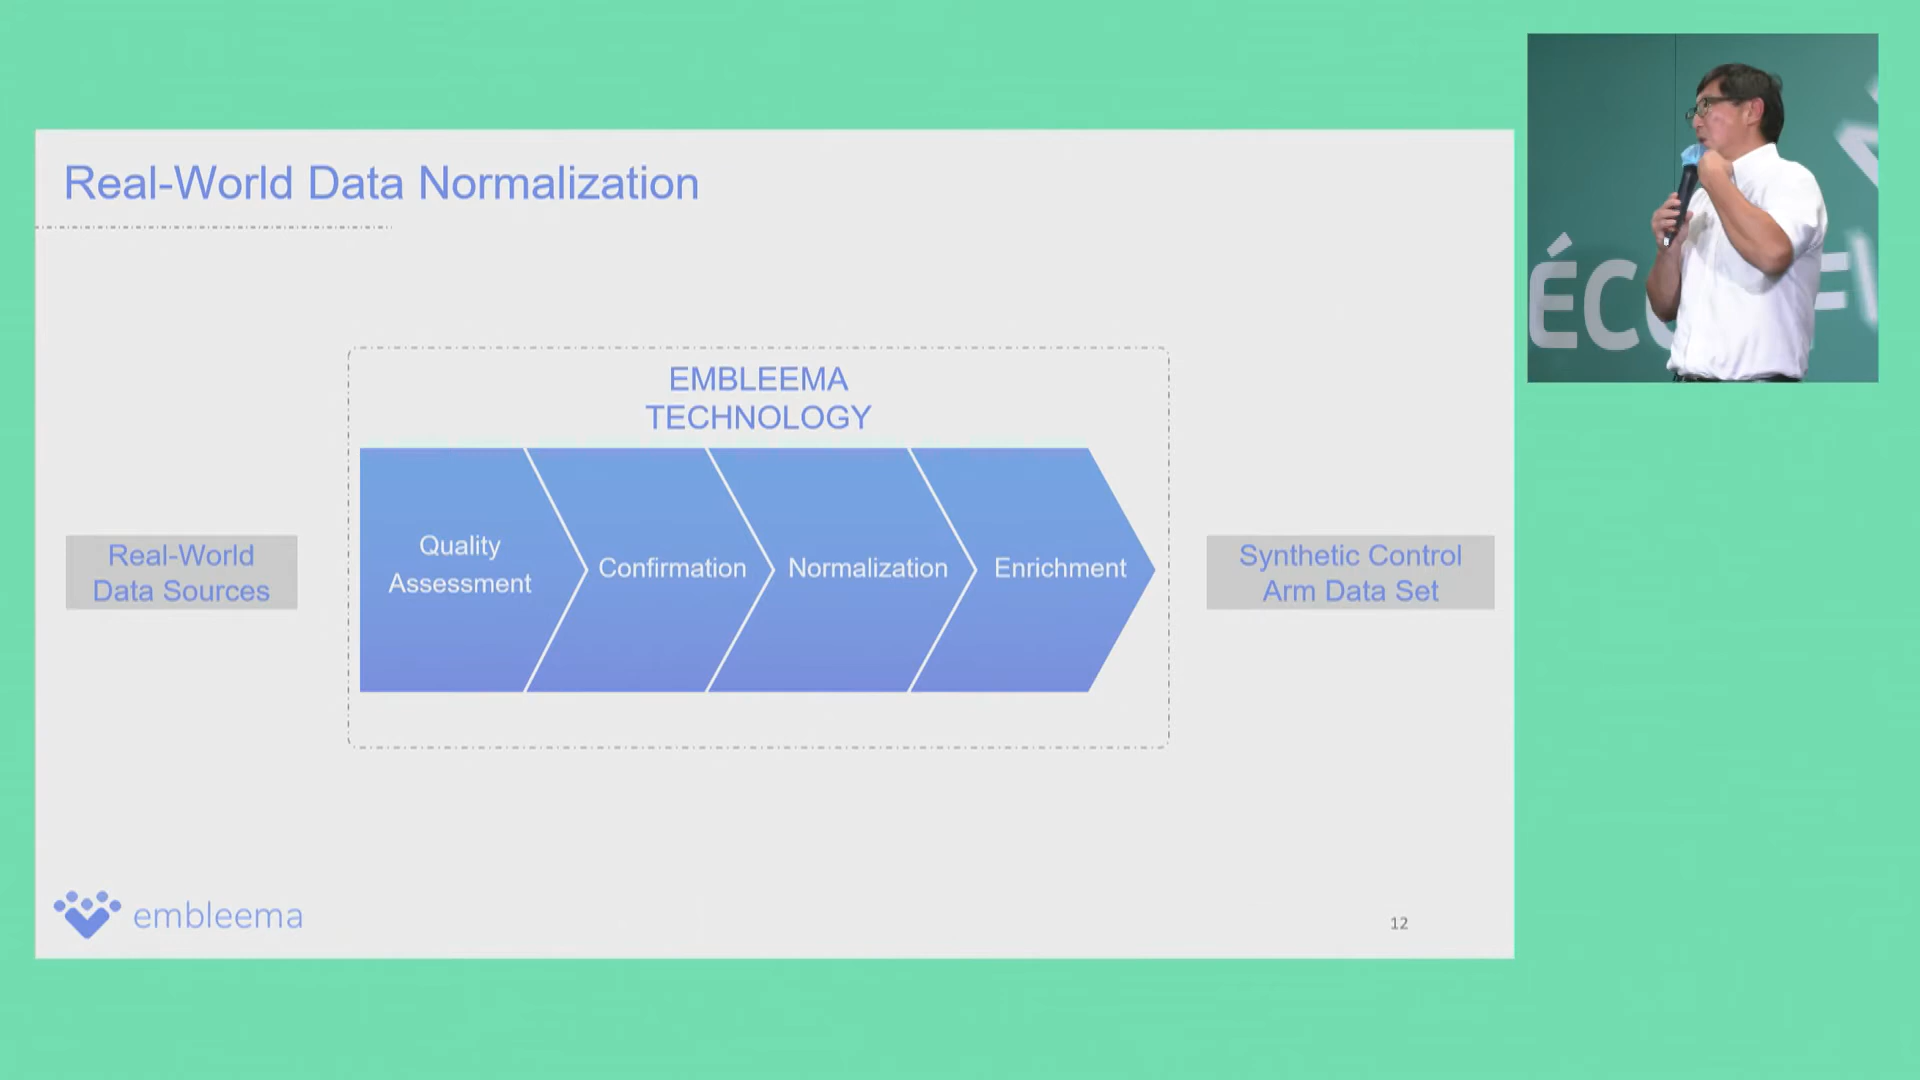 Real-World Data Normalization
EMBLEEMA
TECHNOLOGY
Quality
Assessment
Confirmation
Normalization
Enrichment
Real-World
Data Sources
Synthetic Control
Arm Data Set
embleema
12